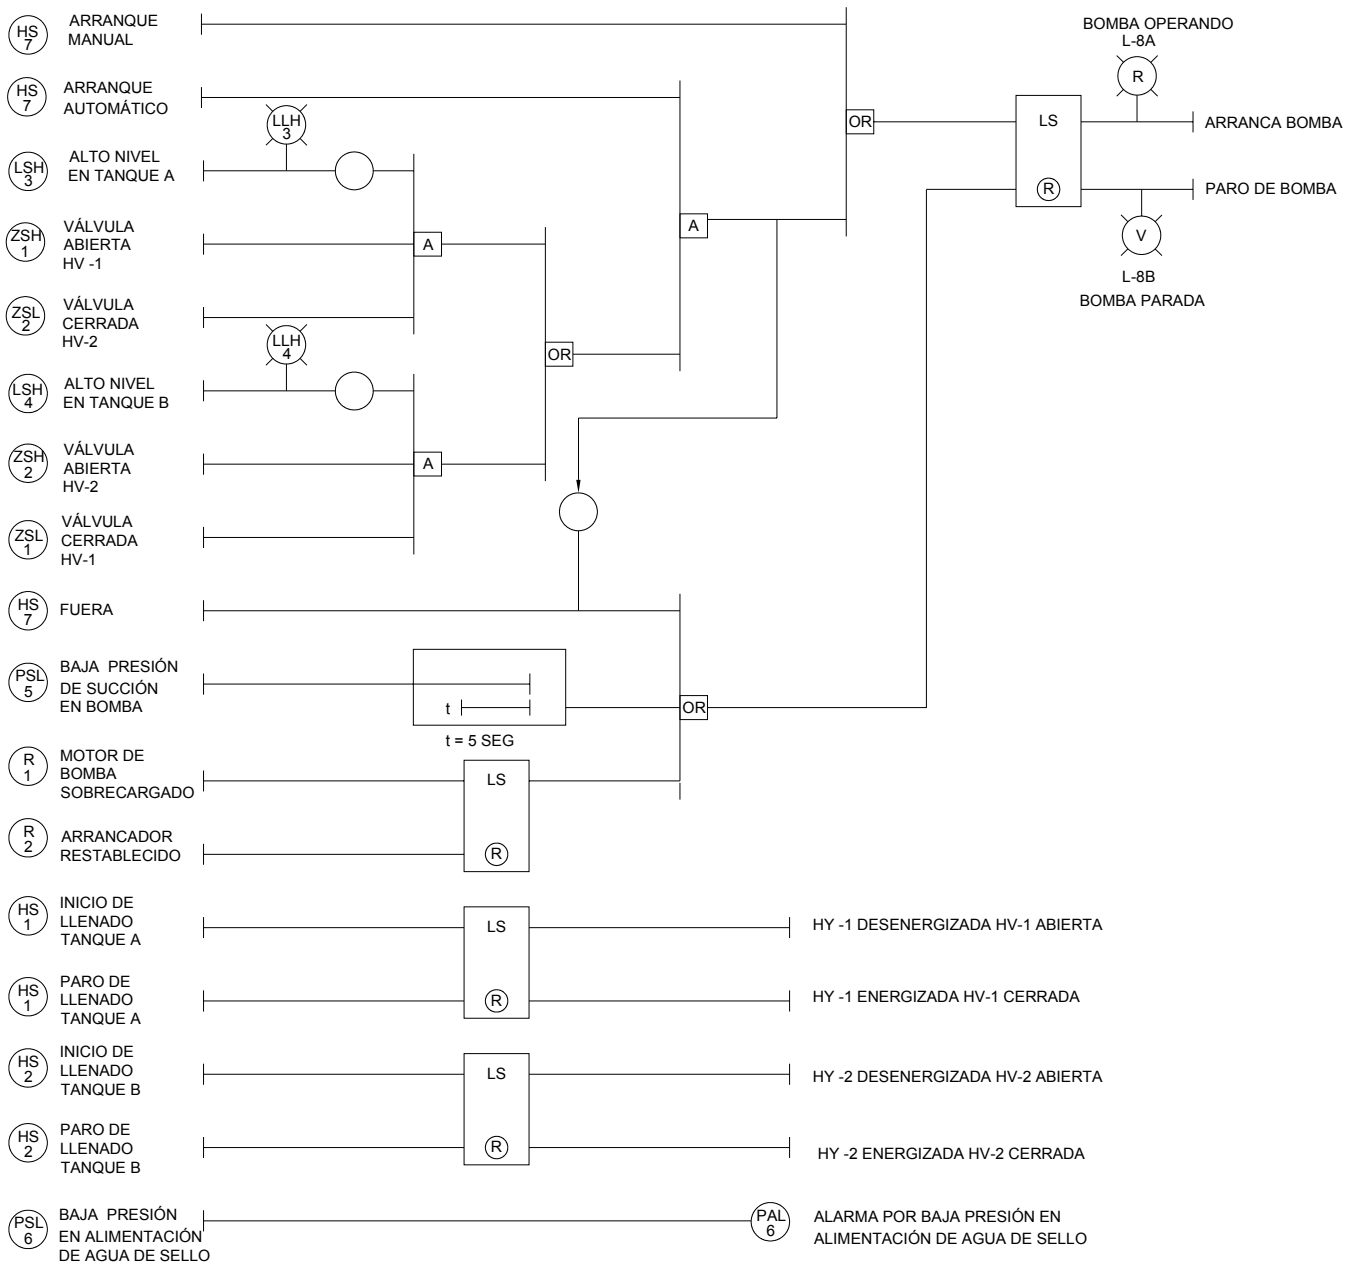 HS
7
ARRANQUE
MANUAL
BOMBA OPERANDO
L-8A
R
HS
7
ARRANQUE
AUTOMÁTICO
LLH
3
OR
LS
ARRANCA BOMBA
LSH
3
ALTO NIVEL
EN TANQUE A
R
PARO DE BOMBA
ZSH
1
VÁLVULA
ABIERTA
HV -1
A
A
V
L-8B
BOMBA PARADA
ZSL
2
VÁLVULA
CERRADA
HV-2
LLH
4
OR
LSH
4
ALTO NIVEL
EN TANQUE B
ZSH
2
VÁLVULA
ABIERTA
HV-2
A
ZSL
1
VÁLVULA
CERRADA
HV-1
HS
7
FUERA
PSL
5
BAJA PRESIÓN
DE SUCCIÓN
EN BOMBA
t
OR
t = 5 SEG
R
1
MOTOR DE
BOMBA
SOBRECARGADO
LS
R
2
ARRANCADOR
RESTABLECIDO
R
HS
1
INICIO DE
LLENADO
TANQUE A
LS
HY -1 DESENERGIZADA HV-1 ABIERTA
HS
1
PARO DE
LLENADO
TANQUE A
R
HY -1 ENERGIZADA HV-1 CERRADA
HS
2
INICIO DE
LLENADO
TANQUE B
LS
HY -2 DESENERGIZADA HV-2 ABIERTA
HS
2
PARO DE
LLENADO
TANQUE B
R
HY -2 ENERGIZADA HV-2 CERRADA
PSL
6
BAJA PRESIÓN
EN ALIMENTACIÓN
DE AGUA DE SELLO
PAL
6
ALARMA POR BAJA PRESIÓN EN
ALIMENTACIÓN DE AGUA DE SELLO